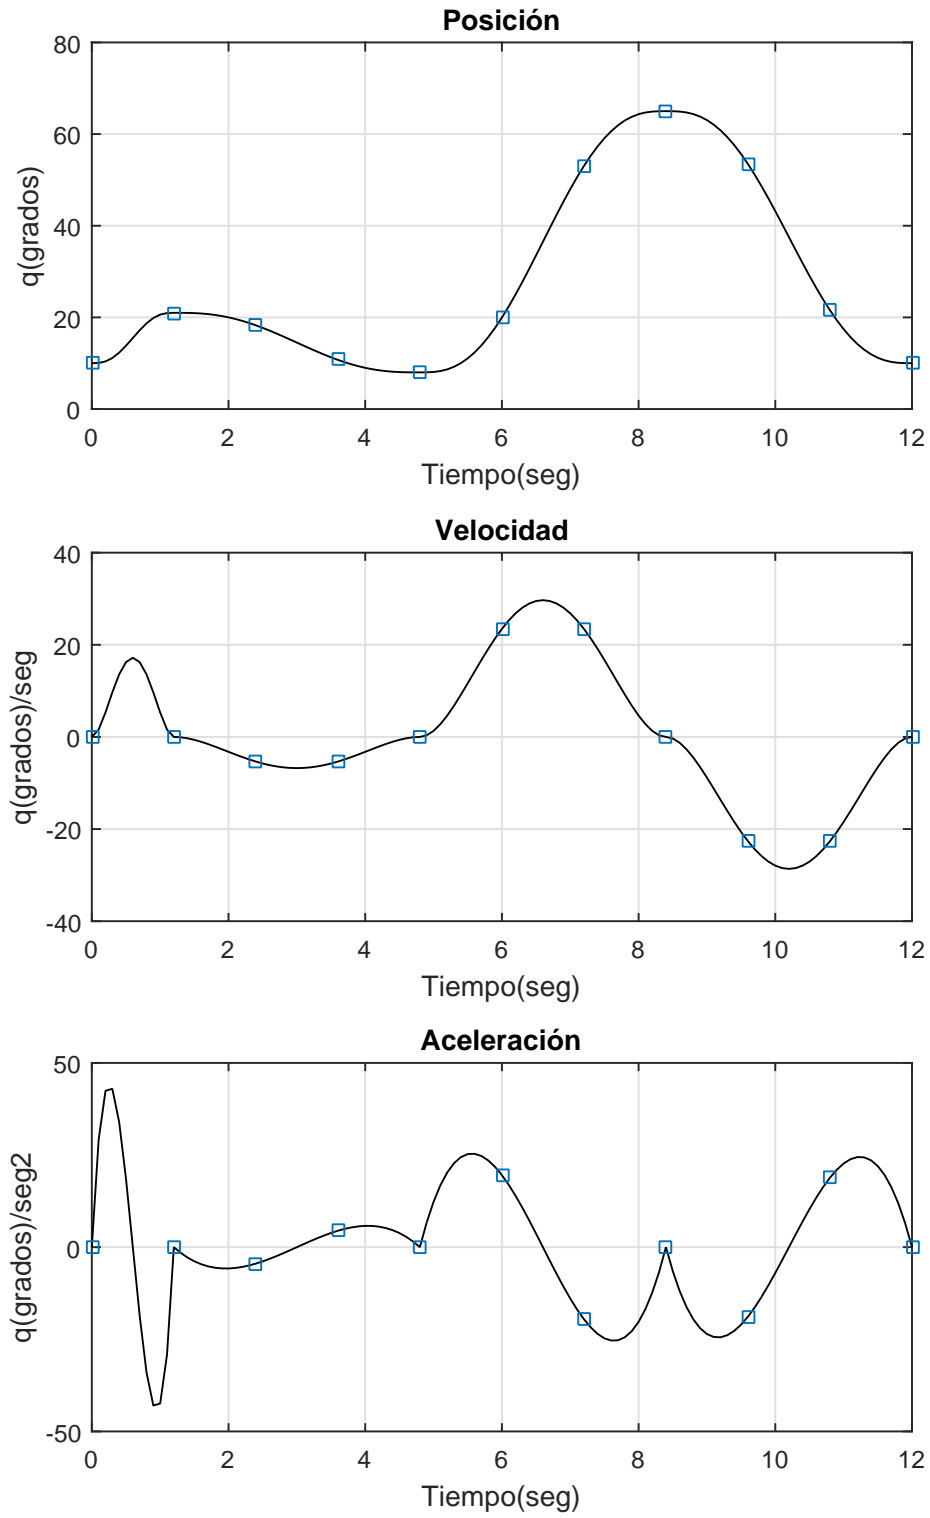 Posición
80
60
40
20
0
q(grados)
0 2 4 6 8 10 12
Tiempo(seg)
Velocidad
40
20
0
-20
-40
q(grados)/seg
0 2 4 6 8 10 12
Tiempo(seg)
Aceleración
50
0
-50
q(grados)/seg2
0 2 4 6 8 10 12
Tiempo(seg)